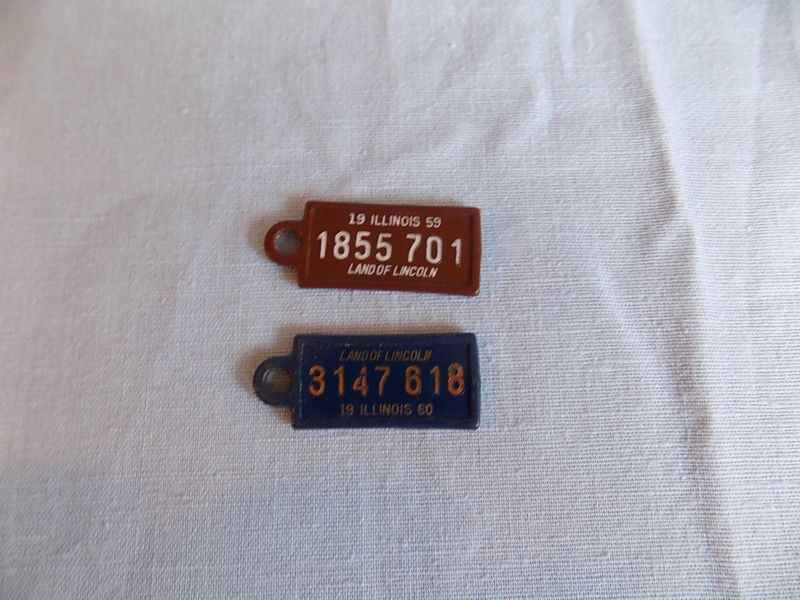 19 ILLINOIS 59
1855 701
LAND OF LINCOLN
LAND OF LINCOLN
3147 618
19 ILLINOIS 60